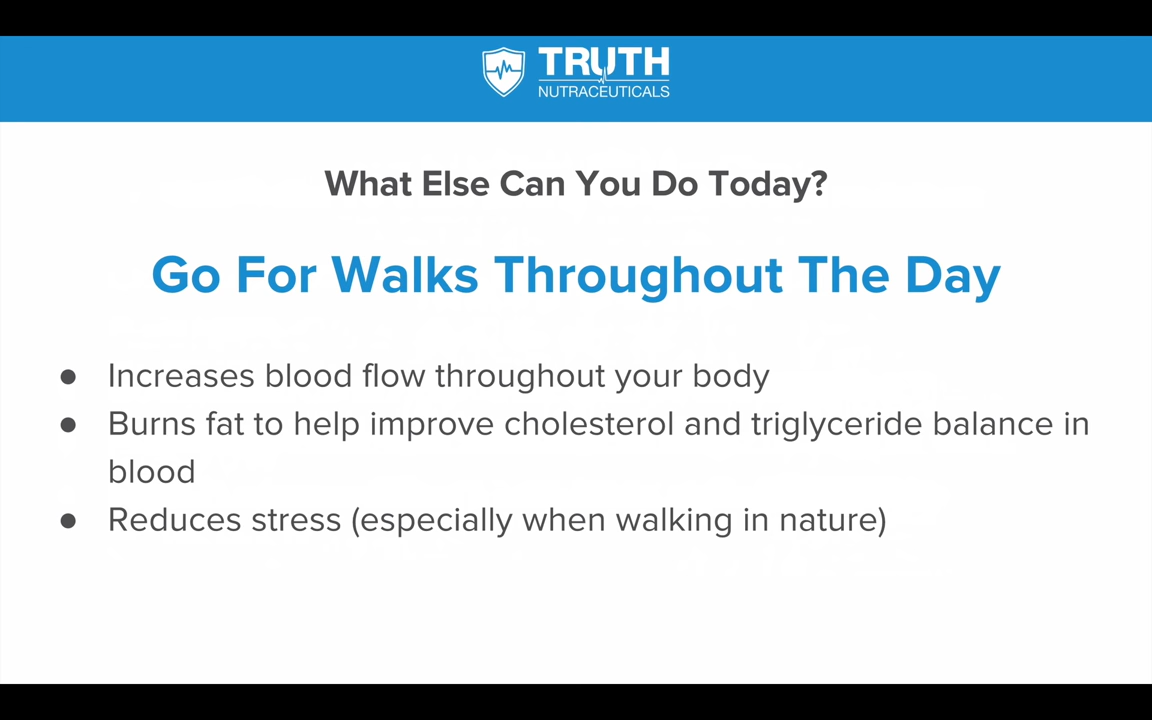 TRUTH
NUTRACEUTICALS
What Else Can You Do Today?
Go For Walks Throughout The Day
● Increases blood flow throughout your body
● Burns fat to help improve cholesterol and triglyceride balance in
blood
● Reduces stress (especially when walking in nature)